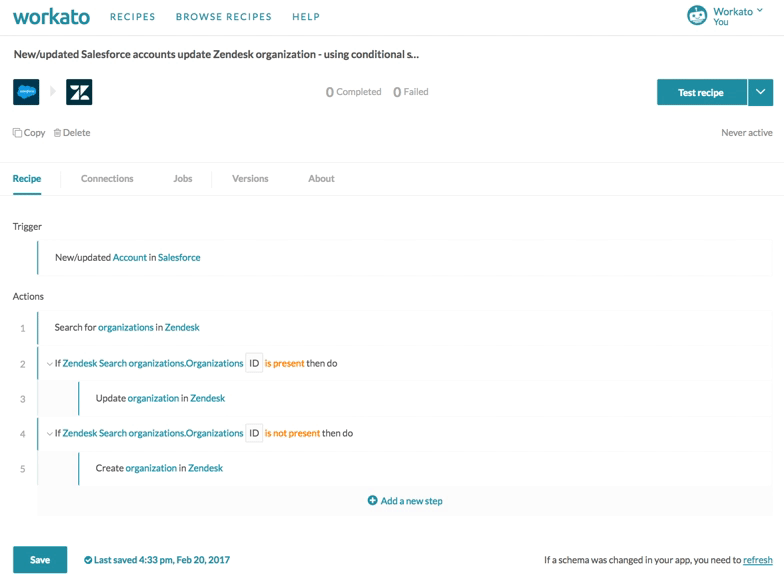 workato RECIPES BROWSE RECIPES HELP Workato
You
New/updated Salesforce accounts update Zendesk organization - using conditional s...
salesforce 0 Completed 0 Failed Test recipe
Copy Delete Never active
Recipe Connections Jobs Versions About
Trigger
New/updated Account in Salesforce
Actions
1 Search for organizations in Zendesk
2 If Zendesk Search organizations.Organizations ID is present then do
3 Update organization in Zendesk
4 If Zendesk Search organizations.Organizations ID is not present then do
5 Create organization in Zendesk
Add a new step
Save Last saved 4:33 pm, Feb 20, 2017 If a schema was changed in your app, you need to refresh